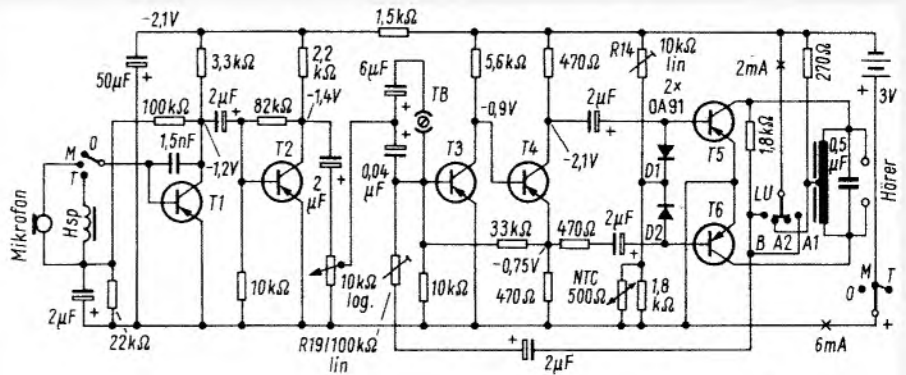 -2,1V
1,5kΩ
50µF
+
3,3kΩ
2,2
kΩ
-1,4V
6µF
+
TB
5,6kΩ
470Ω
R14
10kΩ
lin
2mA
270Ω
+
3V
100kΩ
2µF
+
82kΩ
-0,9V
2µF
+
2×
0A91
1,5nF
-1,2V
0,04
µF
+
-2,1V
T5
1,8kΩ
0,5
µF
Hörer
M
0
T
T1
T2
2
µF
+
T3
T4
D1
T6
LU
Mikrofon
Hsp
33kΩ
470Ω
2µF
+
D2
B
A2
A1
-0,75V
NTC
500Ω
1,8
kΩ
M
0
T
2µF
+
22kΩ
10kΩ
10kΩ
log.
R19/100kΩ
lin
10kΩ
470Ω
+
2µF
6mA
+